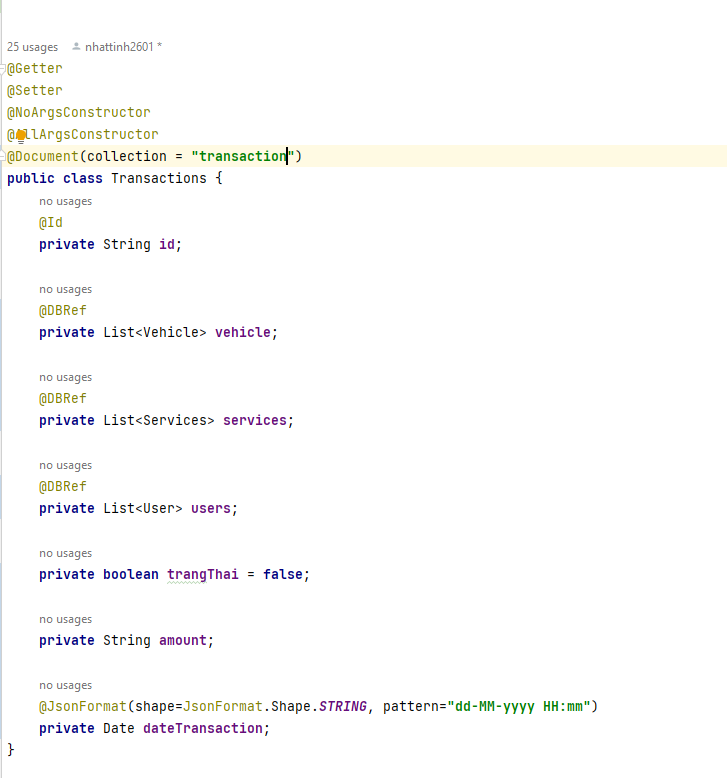 25 usages nhattinh2601 *
@Getter
@Setter
@NoArgsConstructor
@AllArgsConstructor
@Document(collection = "transaction")
public class Transactions {
no usages
@Id
private String id;
no usages
@DBRef
private List<Vehicle> vehicle;
no usages
@DBRef
private List<Services> services;
no usages
@DBRef
private List<User> users;
no usages
private boolean trangThai = false;
no usages
private String amount;
no usages
@JsonFormat(shape=JsonFormat.Shape.STRING, pattern="dd-MM-yyyy HH:mm")
private Date dateTransaction;
}